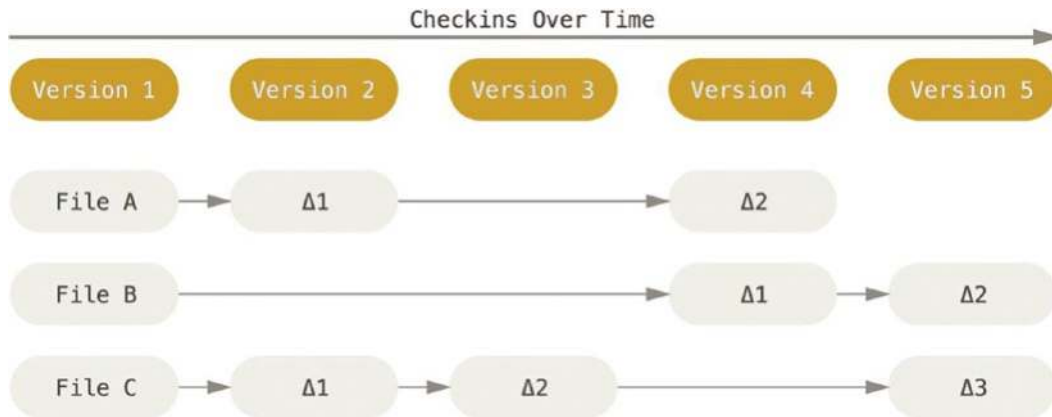 Checkins Over Time
Version 1 Version 2 Version 3 Version 4 Version 5
File A Δ1 Δ2
File B Δ1 Δ2
File C Δ1 Δ2 Δ3